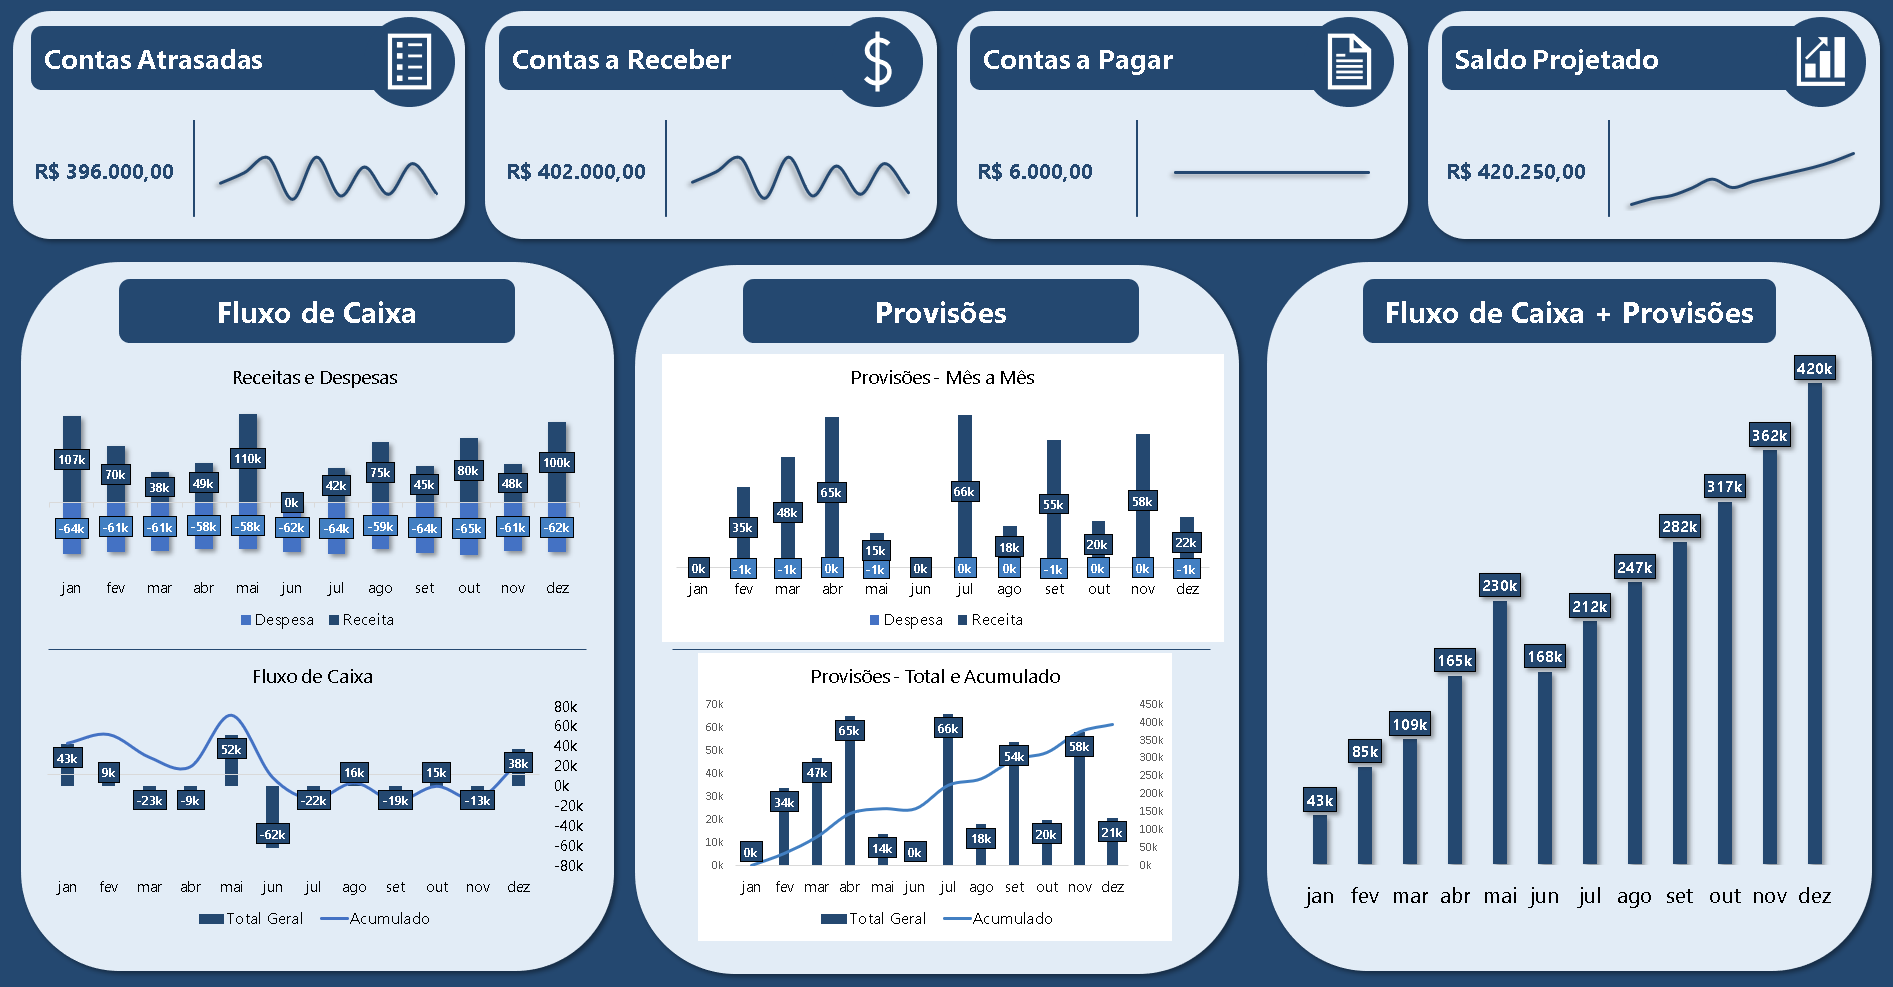 Contas Atrasadas
Contas a Receber
Contas a Pagar
Saldo Projetado
R$ 396.000,00
R$ 402.000,00
R$ 6.000,00
R$ 420.250,00
Fluxo de Caixa
Receitas e Despesas
107k 70k 38k 49k 110k 0k 42k 75k 45k 80k 48k 100k
-64k -61k -61k -58k -58k -62k -64k -59k -64k -65k -61k -62k
jan fev mar abr mai jun jul ago set out nov dez
Despesa Receita
Fluxo de Caixa
80k
60k
40k
20k
0k
-20k
-40k
-60k
-80k
43k 9k -23k -9k 52k -62k -22k 16k -19k 15k -13k 38k
jan fev mar abr mai jun jul ago set out nov dez
Total Geral Acumulado
Provisões
Provisões - Mês a Mês
35k 48k 65k 15k 66k 18k 55k 20k 58k 22k
0k -1k -1k 0k -1k 0k 0k 0k -1k 0k 0k -1k
jan fev mar abr mai jun jul ago set out nov dez
Despesa Receita
Provisões - Total e Acumulado
70k
60k
50k
40k
30k
20k
10k
0k
0k 34k 47k 65k 14k 0k 66k 18k 54k 20k 58k 21k
450k
400k
350k
300k
250k
200k
150k
100k
50k
0k
jan fev mar abr mai jun jul ago set out nov dez
Total Geral Acumulado
Fluxo de Caixa + Provisões
43k 85k 109k 165k 230k 168k 212k 247k 282k 317k 362k 420k
jan fev mar abr mai jun jul ago set out nov dez